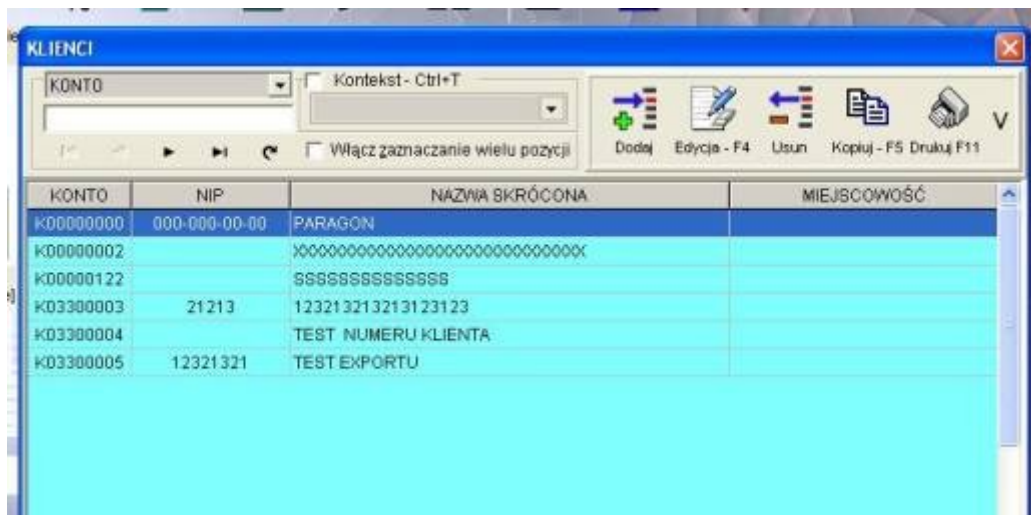 KLIENCI
KONTO
Kontekst - Ctrl+T
Włącz zaznaczanie wielu pozycji
Dodaj Edycja - F4 Usun Kopiuj - F5 Drukuj F11
KONTO NIP NAZWA SKRÓCONA MIEJSCOWOŚĆ
K00000000 000-000-00-00 PARAGON
K00000002
K00000122 SSSSSSSSSSSSSS
K03300003 21213 123213213213123123
K03300004 TEST NUMERU KLIENTA
K03300005 12321321 TEST EXPORTU